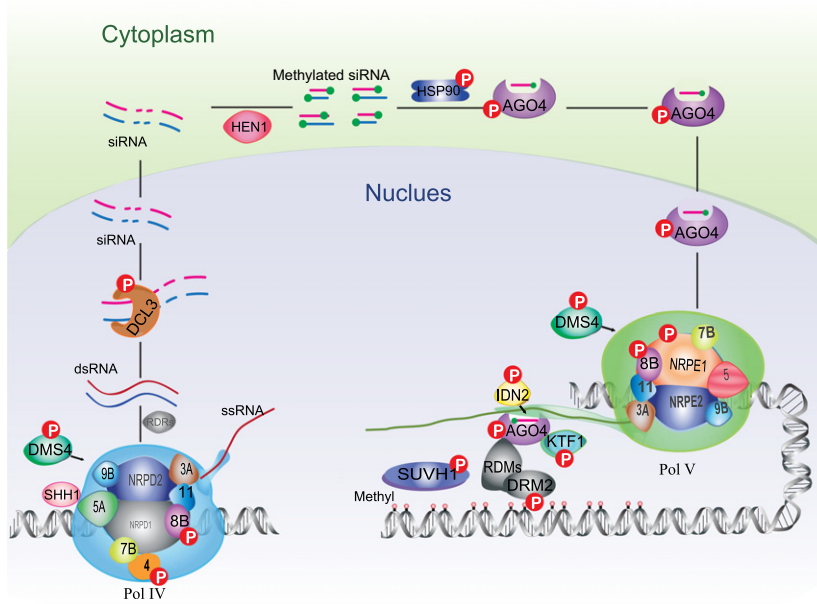 Cytoplasm
Methylated siRNA
HSP90
P
AGO4
P
HEN1
AGO4
P
siRNA
Nuclues
siRNA
AGO4
P
P
DCL3
P
DMS4
7B
P
P
8B
NRPE1
5
11
NRPE2
3A
9B
Pol V
dsRNA
ssRNA
RDR2
P
IDN2
P
AGO4
KTF1
P
P
DMS4
9B
NRPD2
3A
11
SHH1
5A
NRPD1
8B
P
7B
4
P
Pol IV
SUVH1
P
RDMs
DRM2
P
Methyl